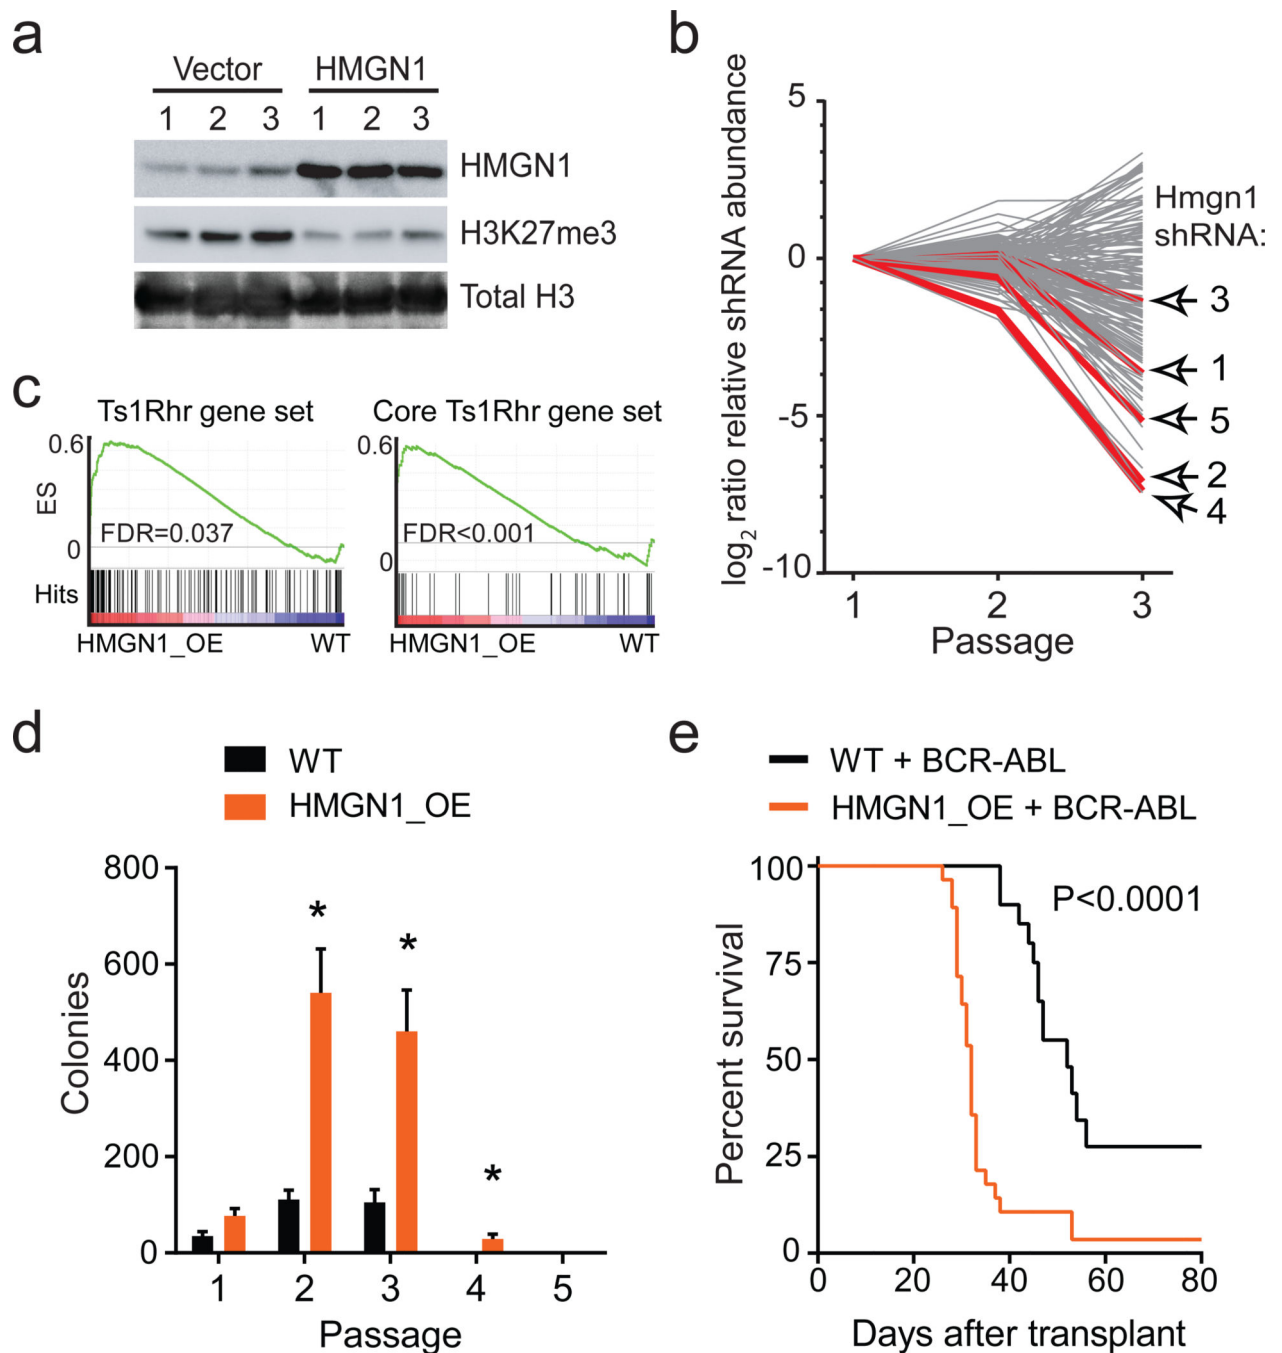 a
Vector HMGN1
1 2 3 1 2 3
HMGN1
H3K27me3
Total H3
b
log2 ratio relative shRNA abundance
5
0
-5
-10
1 2 3
Passage
Hmgn1
shRNA:
3
1
5
2
4
c
Ts1Rhr gene set
0.6
ES
FDR=0.037
0
Hits
HMGN1_OE WT
Core Ts1Rhr gene set
0.6
FDR<0.001
0
HMGN1_OE WT
d
WT
HMGN1_OE
Colonies
800
600
400
200
0
* * *
1 2 3 4 5
Passage
e
WT + BCR-ABL
HMGN1_OE + BCR-ABL
P<0.0001
Percent survival
100
75
50
25
0
0 20 40 60 80
Days after transplant